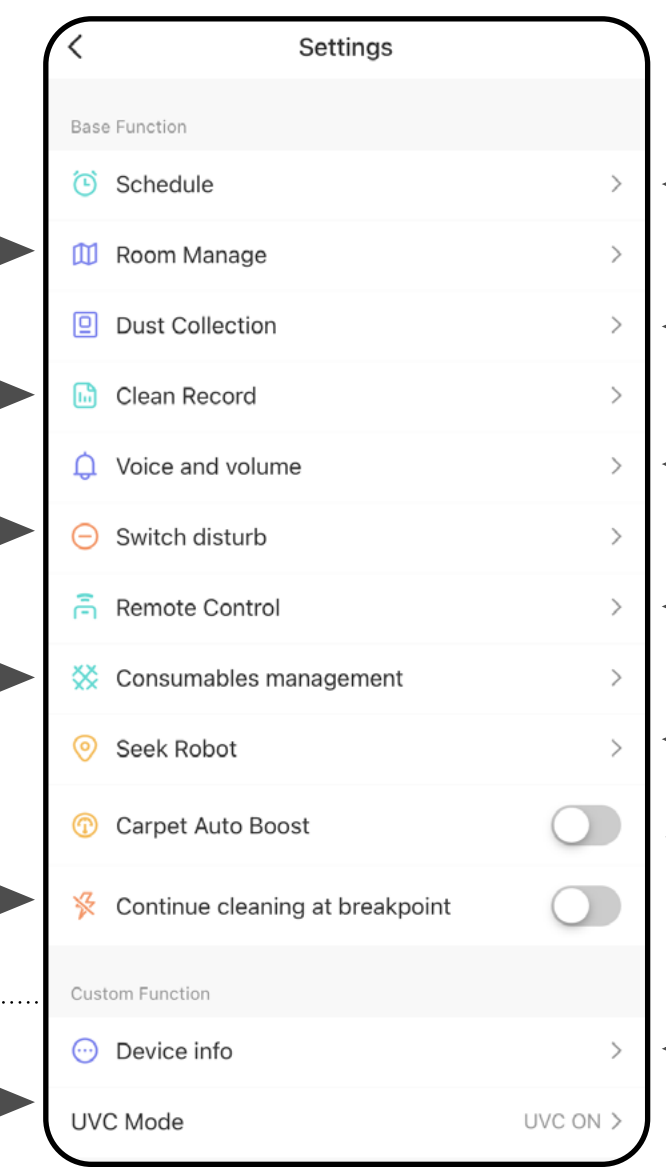 Settings
Base Function
Schedule
Room Manage
Dust Collection
Clean Record
Voice and volume
Switch disturb
Remote Control
Consumables management
Seek Robot
Carpet Auto Boost
Continue cleaning at breakpoint
Custom Function
Device info
UVC Mode UVC ON